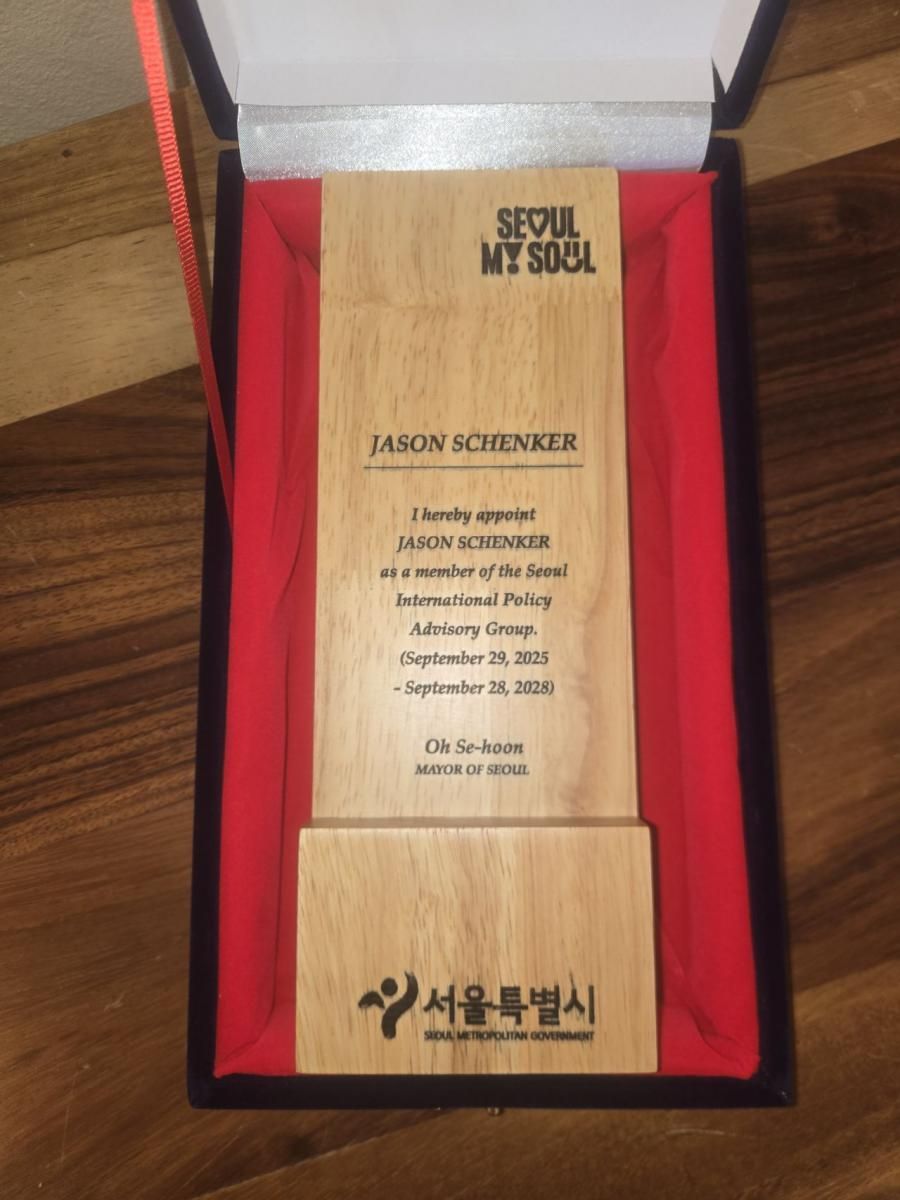 SEOUL
MY SOUL
JASON SCHENKER
I hereby appoint
JASON SCHENKER
as a member of the Seoul
International Policy
Advisory Group.
(September 29, 2025
- September 28, 2028)
Oh Se-hoon
MAYOR OF SEOUL
서울특별시
SEOUL METROPOLITAN GOVERNMENT